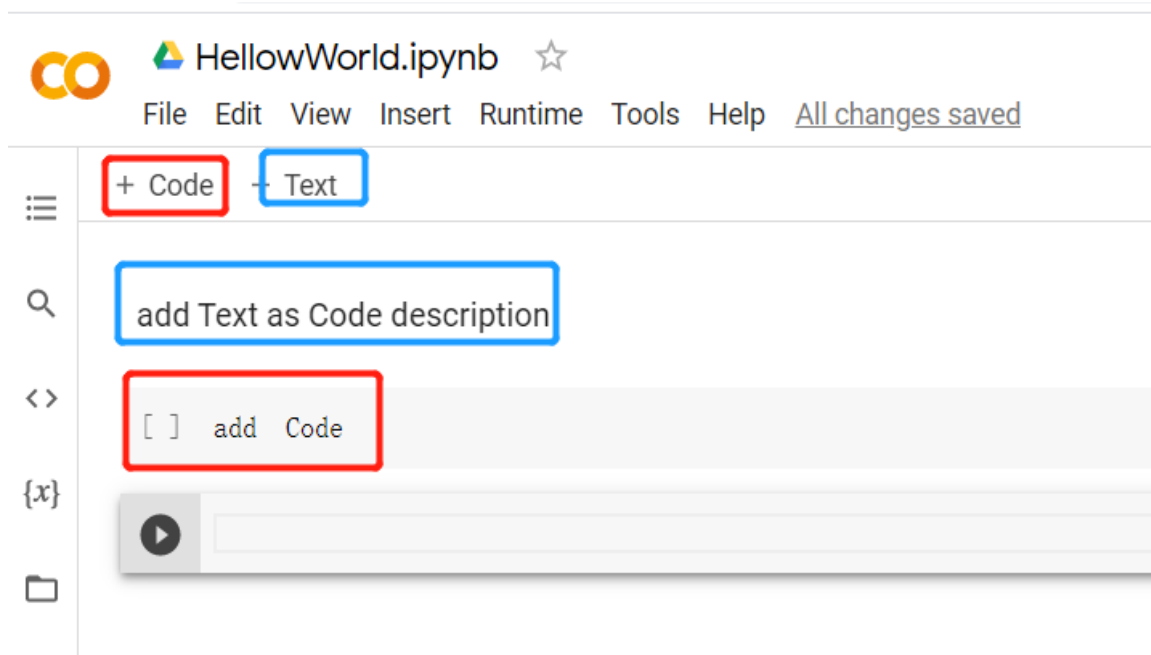 HellowWorld.ipynb
File Edit View Insert Runtime Tools Help All changes saved
+ Code + Text
add Text as Code description
[ ] add Code
{x}